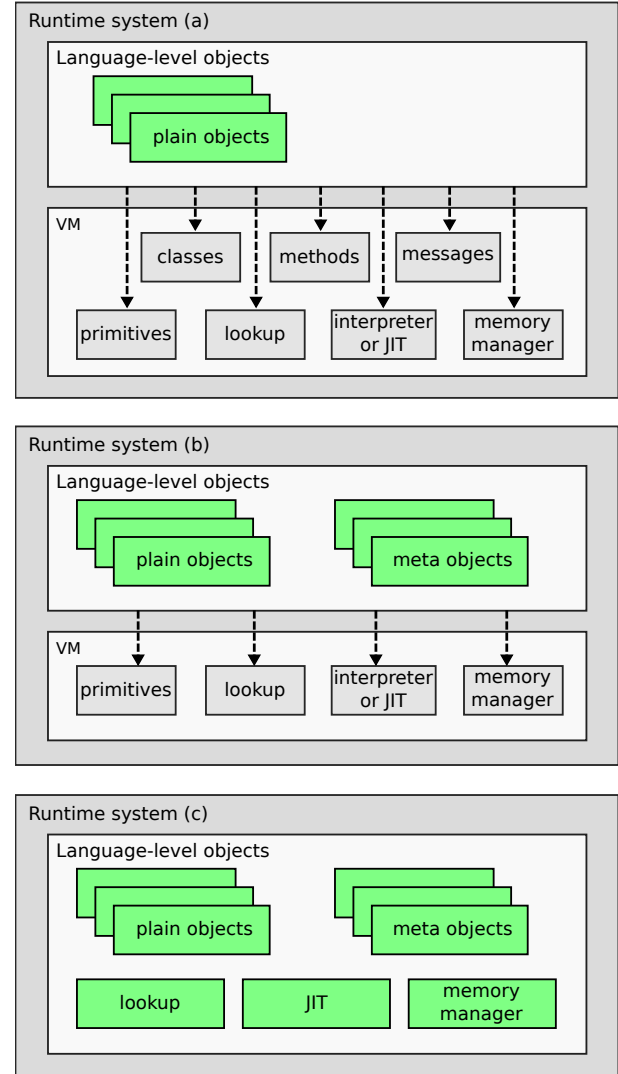 Runtime system (a)
Language-level objects
plain objects
VM
classes
methods
messages
primitives
lookup
interpreter
or JIT
memory
manager
Runtime system (b)
Language-level objects
plain objects
meta objects
VM
primitives
lookup
interpreter
or JIT
memory
manager
Runtime system (c)
Language-level objects
plain objects
meta objects
lookup
JIT
memory
manager